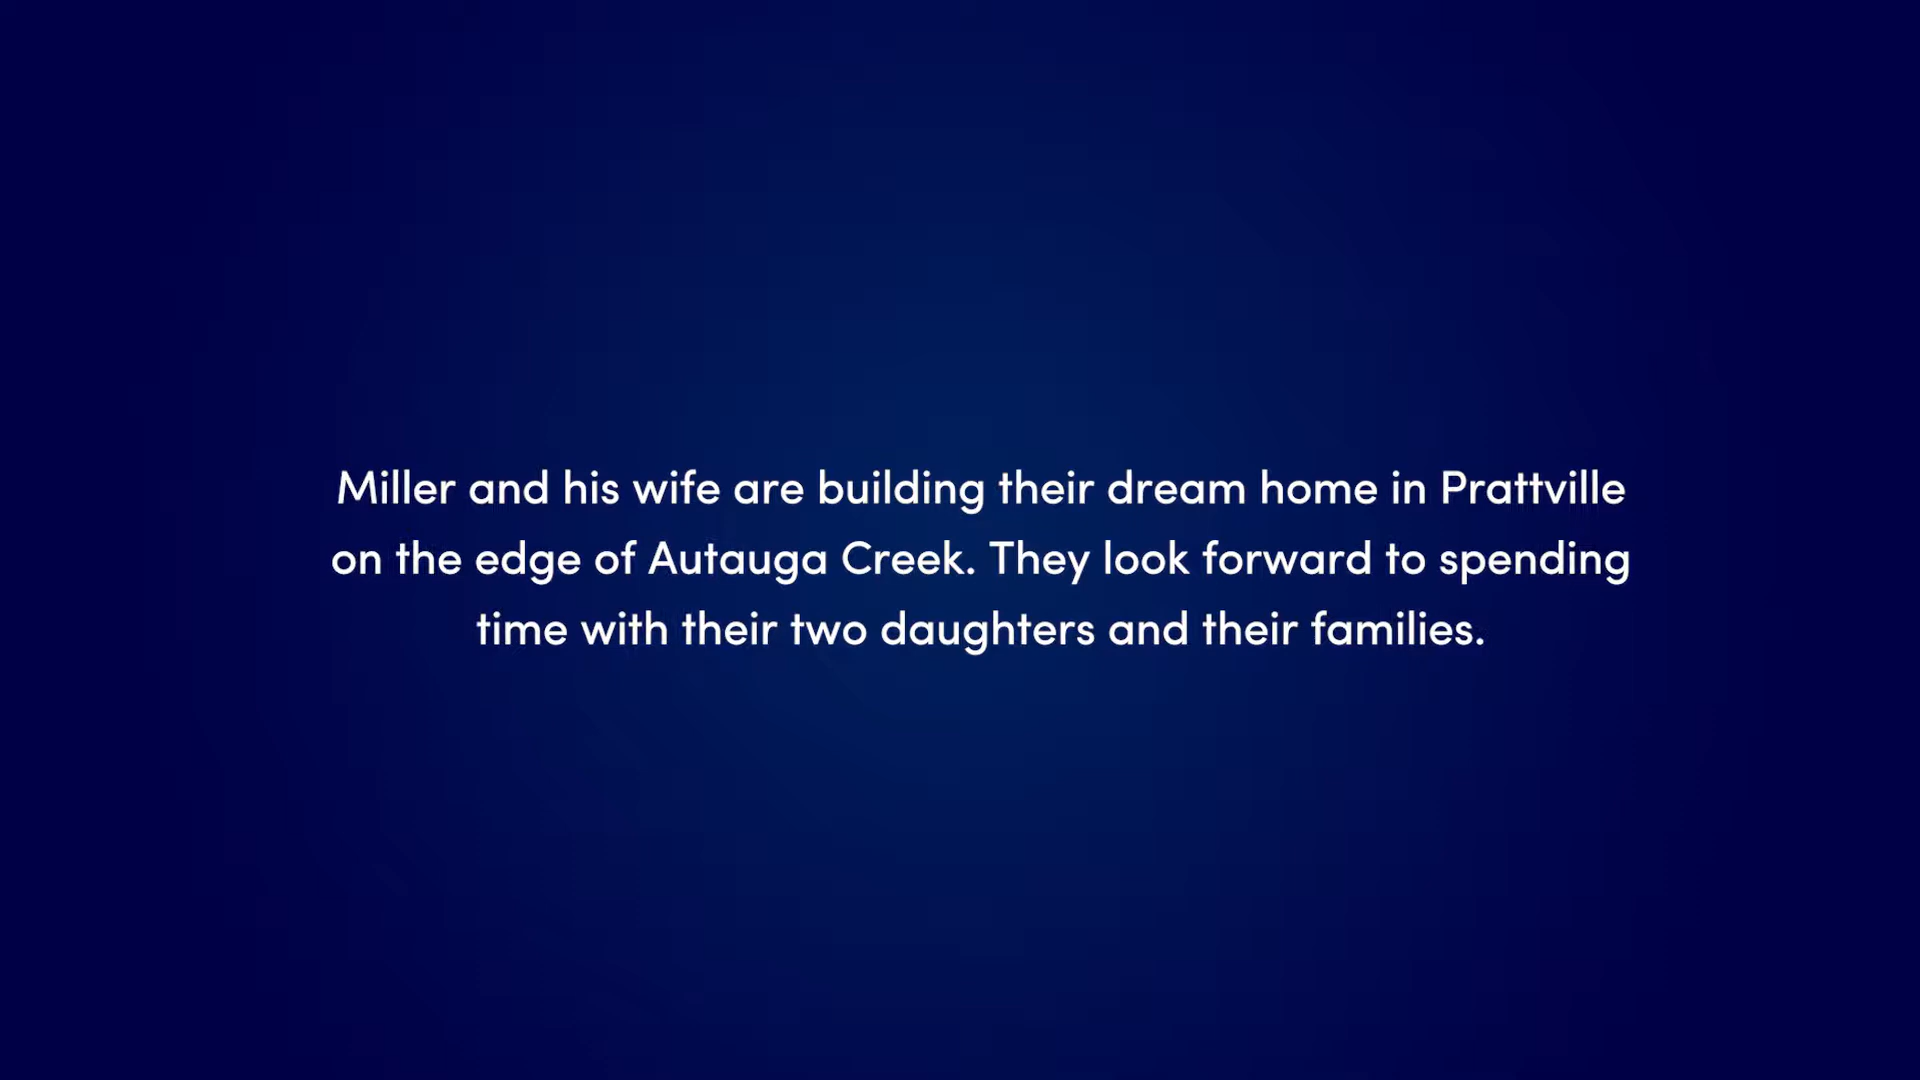 Miller and his wife are building their dream home in Prattville
on the edge of Autauga Creek. They look forward to spending
time with their two daughters and their families.